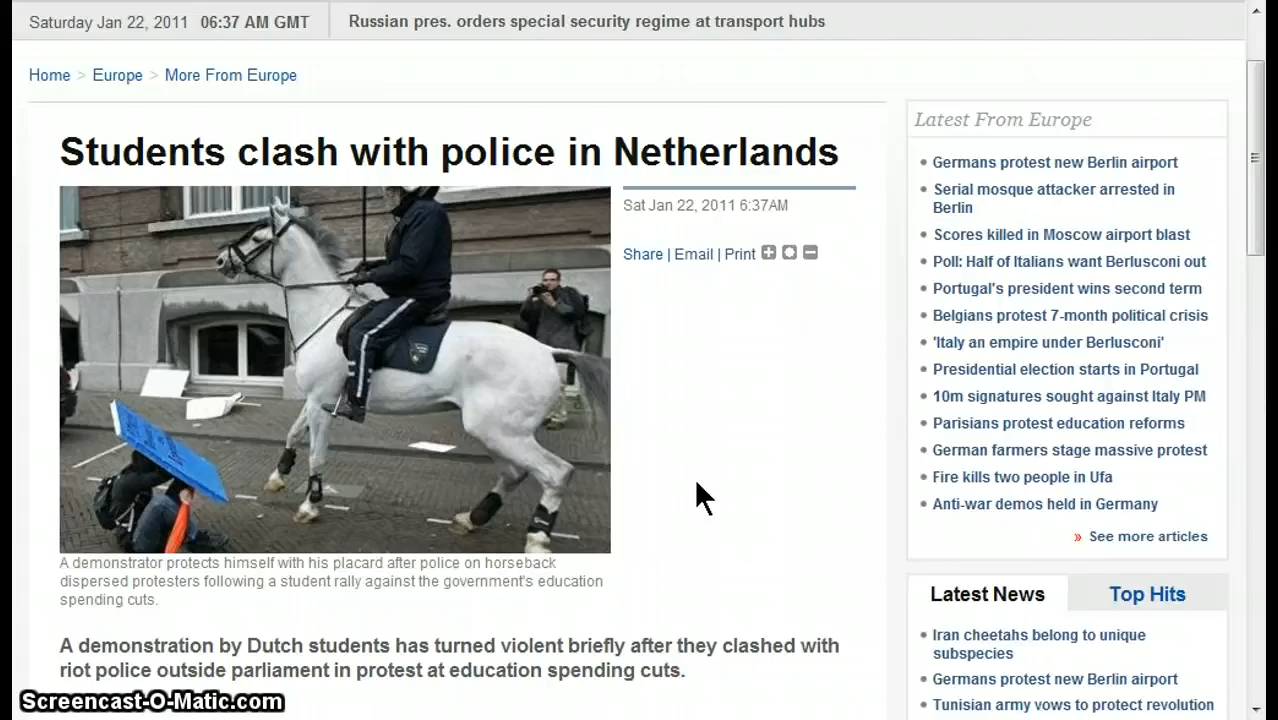 Saturday Jan 22, 2011 06:37 AM GMT
Russian pres. orders special security regime at transport hubs
Home > Europe > More From Europe
Students clash with police in Netherlands
Sat Jan 22, 2011 6:37AM
Share | Email | Print
A demonstrator protects himself with his placard after police on horseback
dispersed protesters following a student rally against the government's education
spending cuts.
A demonstration by Dutch students has turned violent briefly after they clashed with
riot police outside parliament in protest at education spending cuts.
Latest From Europe
Germans protest new Berlin airport
Serial mosque attacker arrested in
Berlin
Scores killed in Moscow airport blast
Poll: Half of Italians want Berlusconi out
Portugal's president wins second term
Belgians protest 7-month political crisis
'Italy an empire under Berlusconi'
Presidential election starts in Portugal
10m signatures sought against Italy PM
Parisians protest education reforms
German farmers stage massive protest
Fire kills two people in Ufa
Anti-war demos held in Germany
» See more articles
Latest News
Top Hits
Iran cheetahs belong to unique
subspecies
Germans protest new Berlin airport
Tunisian army vows to protect revolution
Screencast-O-Matic.com